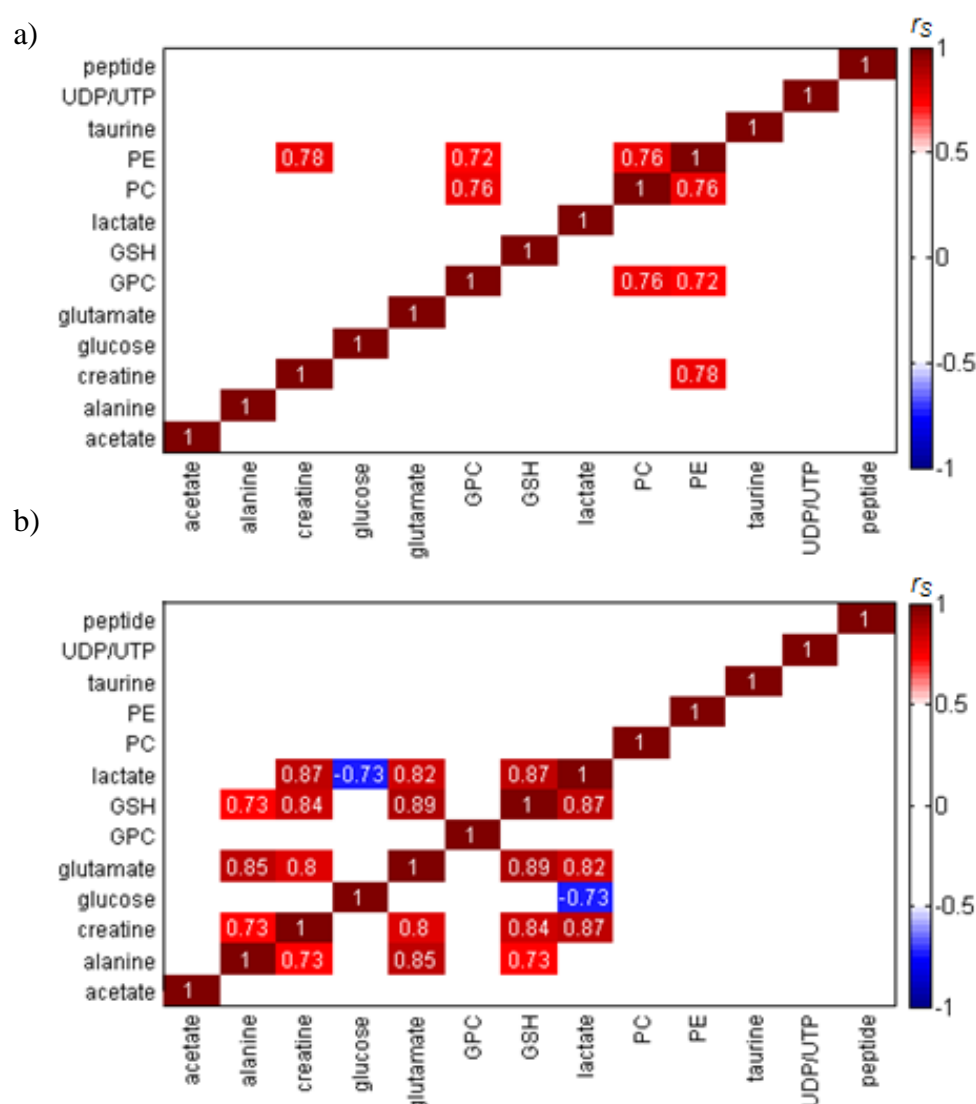 a)
rS
peptide 1 1
UDP/UTP 1
taurine 1 0.5
PE 0.78 0.72 0.76 1
PC 0.76 1 0.76
lactate 1
GSH 1 0
GPC 1 0.76 0.72
glutamate 1
glucose 1
creatine 1 0.78 -0.5
alanine 1
acetate 1 -1
acetate alanine creatine glucose glutamate GPC GSH lactate PC PE taurine UDP/UTP peptide
b)
rS
peptide 1 1
UDP/UTP 1
taurine 1 0.5
PE 1
PC 1
lactate 0.87 -0.73 0.82 0.87 1
GSH 0.73 0.84 0.89 1 0.87 0
GPC 1
glutamate 0.85 0.8 1 0.89 0.82
glucose 1 -0.73 -0.5
creatine 0.73 1 0.8 0.84 0.87
alanine 1 0.73 0.85 0.73
acetate 1 -1
acetate alanine creatine glucose glutamate GPC GSH lactate PC PE taurine UDP/UTP peptide